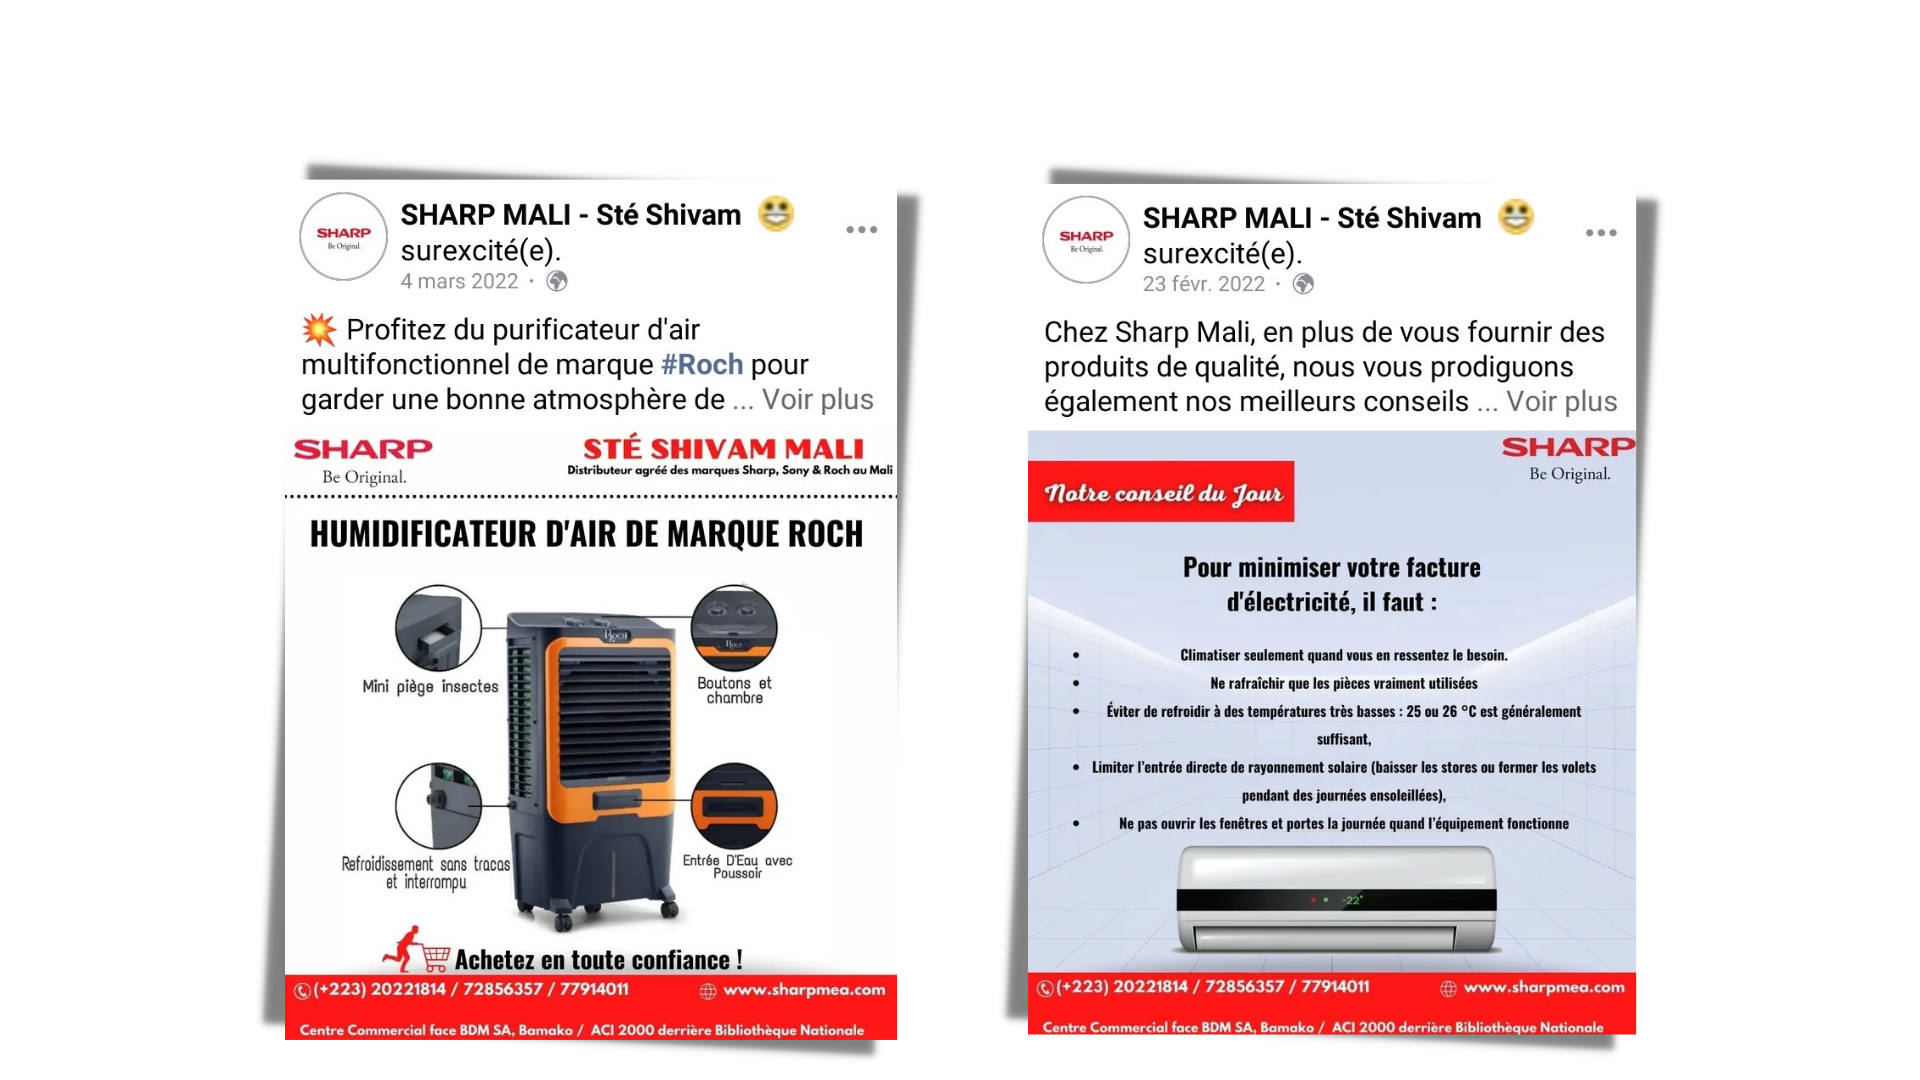 SHARP
Be Original.
SHARP MALI - Sté Shivam
surexcité(e).
4 mars 2022 ·
Profitez du purificateur d'air
multifonctionnel de marque #Roch pour
garder une bonne atmosphère de ... Voir plus
SHARP
Be Original.
STÉ SHIVAM MALI
Distributeur agréé des marques Sharp, Sony & Roch au Mali
HUMIDIFICATEUR D'AIR DE MARQUE ROCH
Roch
Roch
Mini piège insectes
Boutons et
chambre
Refroidissement sans tracas
et interrompu
Entrée D'Eau avec
Poussoir
Achetez en toute confiance !
(+223) 20221814 / 72856357 / 77914011
www.sharpmea.com
Centre Commercial face BDM SA, Bamako / ACI 2000 derrière Bibliothèque Nationale
SHARP
Be Original.
SHARP MALI - Sté Shivam
surexcité(e).
23 févr. 2022 ·
Chez Sharp Mali, en plus de vous fournir des
produits de qualité, nous vous prodiguons
également nos meilleurs conseils ... Voir plus
SHARP
Be Original.
Notre conseil du Jour
Pour minimiser votre facture
d'électricité, il faut :
• Climatiser seulement quand vous en ressentez le besoin.
• Ne rafraîchir que les pièces vraiment utilisées
• Éviter de refroidir à des températures très basses : 25 ou 26 °C est généralement
suffisant,
• Limiter l'entrée directe de rayonnement solaire (baisser les stores ou fermer les volets
pendant des journées ensoleillées),
• Ne pas ouvrir les fenêtres et portes la journée quand l'équipement fonctionne
-22°
(+223) 20221814 / 72856357 / 77914011
www.sharpmea.com
Centre Commercial face BDM SA, Bamako / ACI 2000 derrière Bibliothèque Nationale